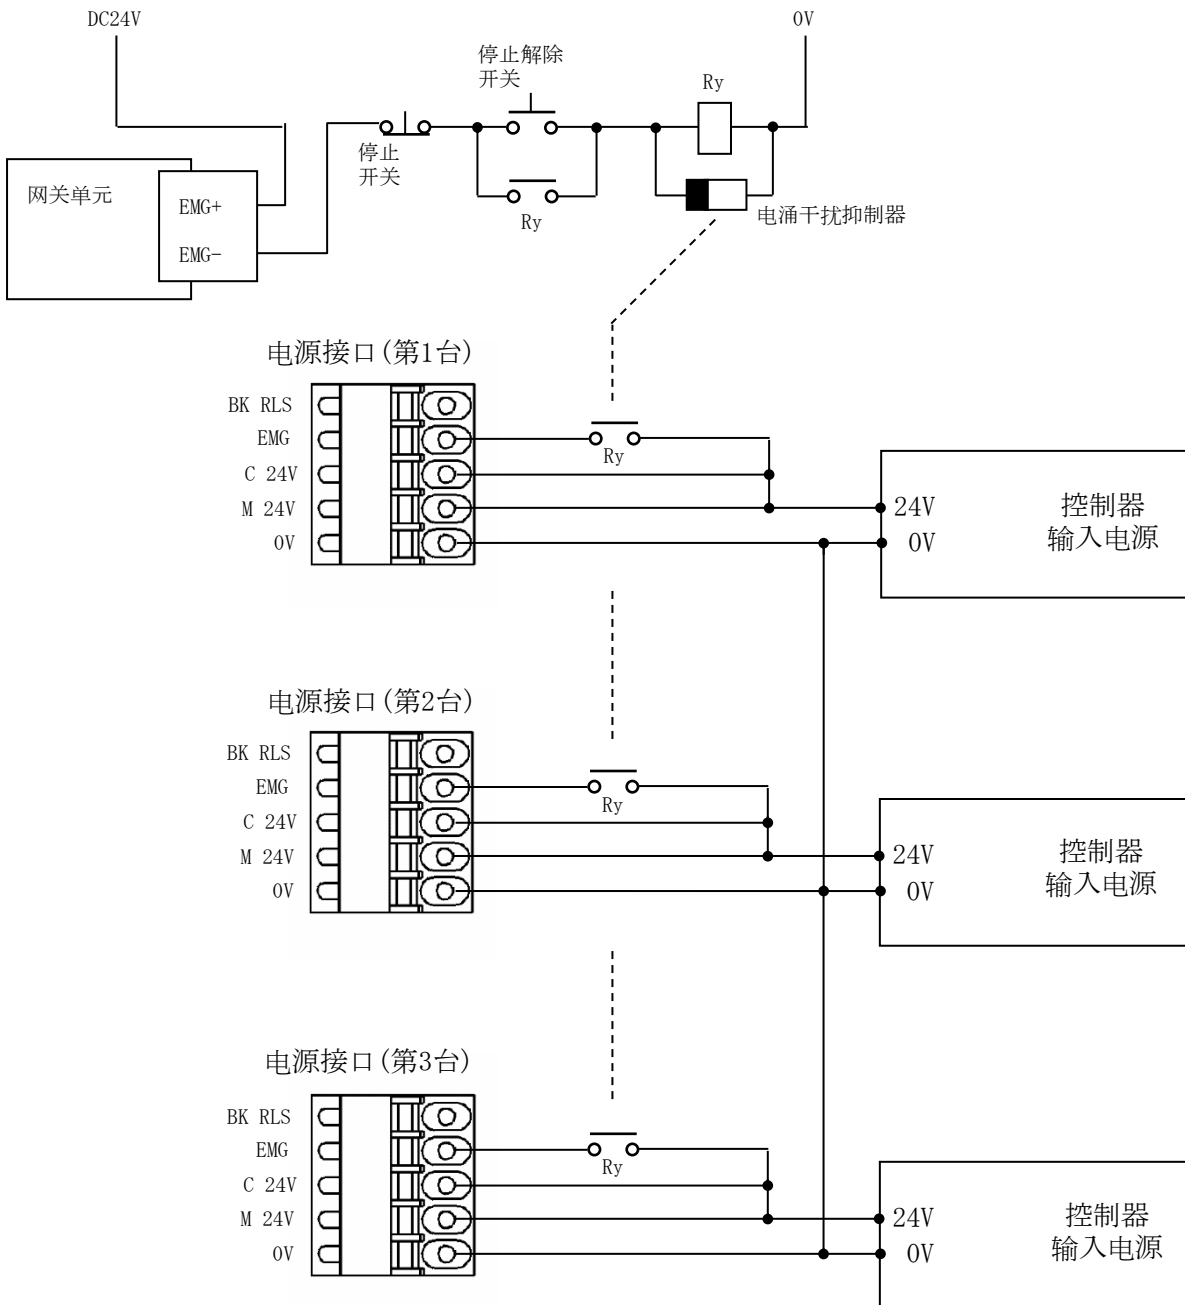 DC24V
0V
停止解除
开关
Ry
停止
开关
网关单元
EMG+
EMG-
Ry
电涌干扰抑制器
电源接口(第1台)
BK RLS
EMG
C 24V
M 24V
0V
Ry
24V
0V
控制器
输入电源
电源接口(第2台)
BK RLS
EMG
C 24V
M 24V
0V
Ry
24V
0V
控制器
输入电源
电源接口(第3台)
BK RLS
EMG
C 24V
M 24V
0V
Ry
24V
0V
控制器
输入电源